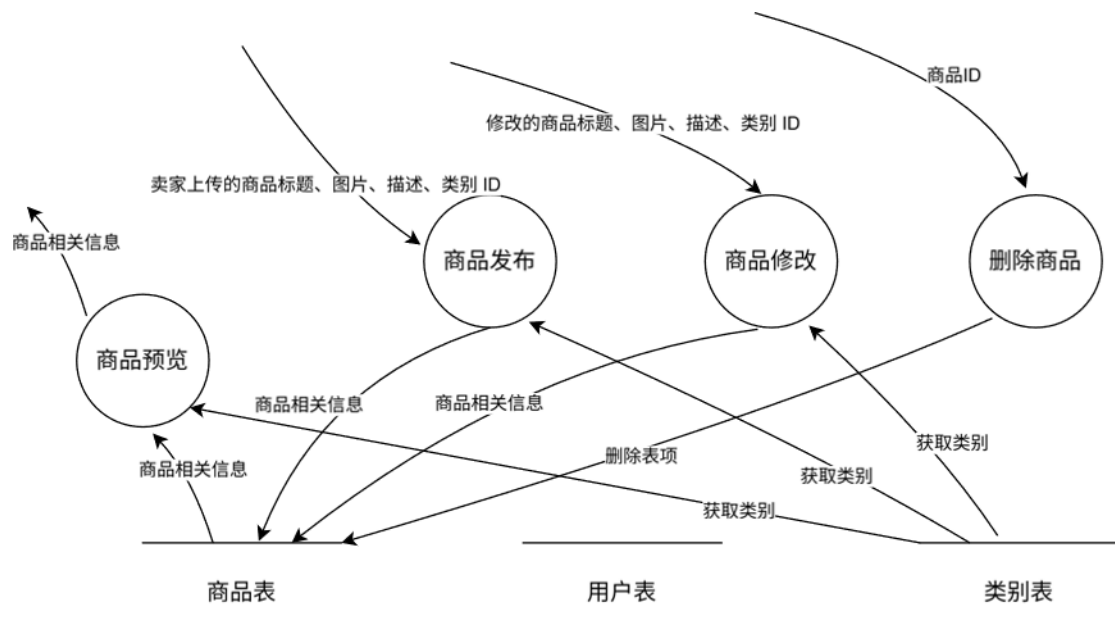 商品ID
修改的商品标题、图片、描述、类别 ID
卖家上传的商品标题、图片、描述、类别 ID
商品相关信息
商品发布
商品修改
删除商品
商品预览
商品相关信息
商品相关信息
获取类别
删除表项
商品相关信息
获取类别
获取类别
商品表
用户表
类别表